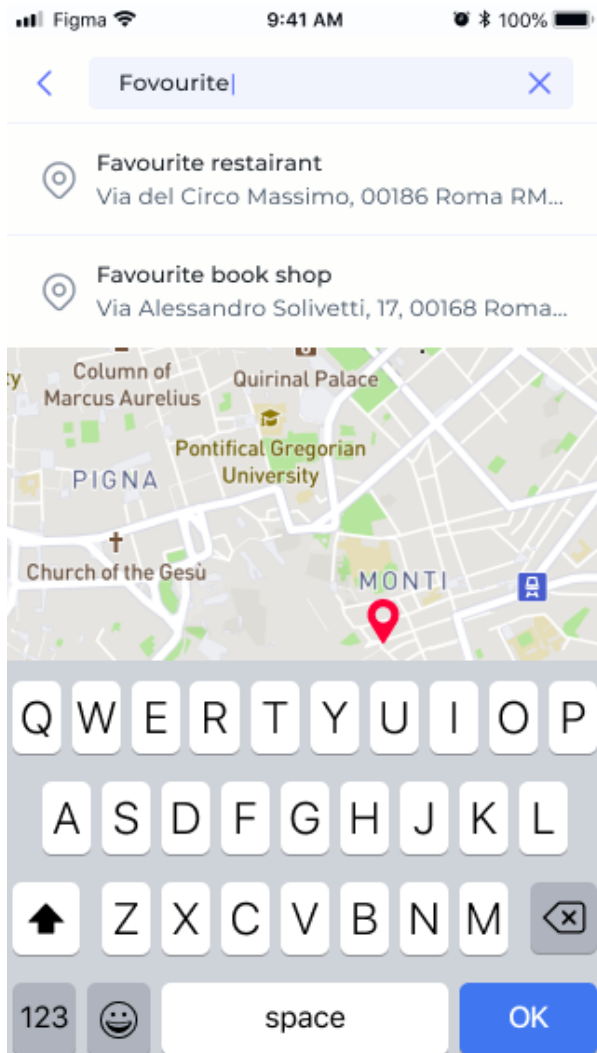 Figma 9:41 AM 100%
Fovourite
Favourite restairant
Via del Circo Massimo, 00186 Roma RM...
Favourite book shop
Via Alessandro Solivetti, 17, 00168 Roma...
Column of
Marcus Aurelius
Quirinal Palace
Pontifical Gregorian
University
PIGNA
Church of the Gesù
MONTI
Q W E R T Y U I O P
A S D F G H J K L
Z X C V B N M
123 space OK